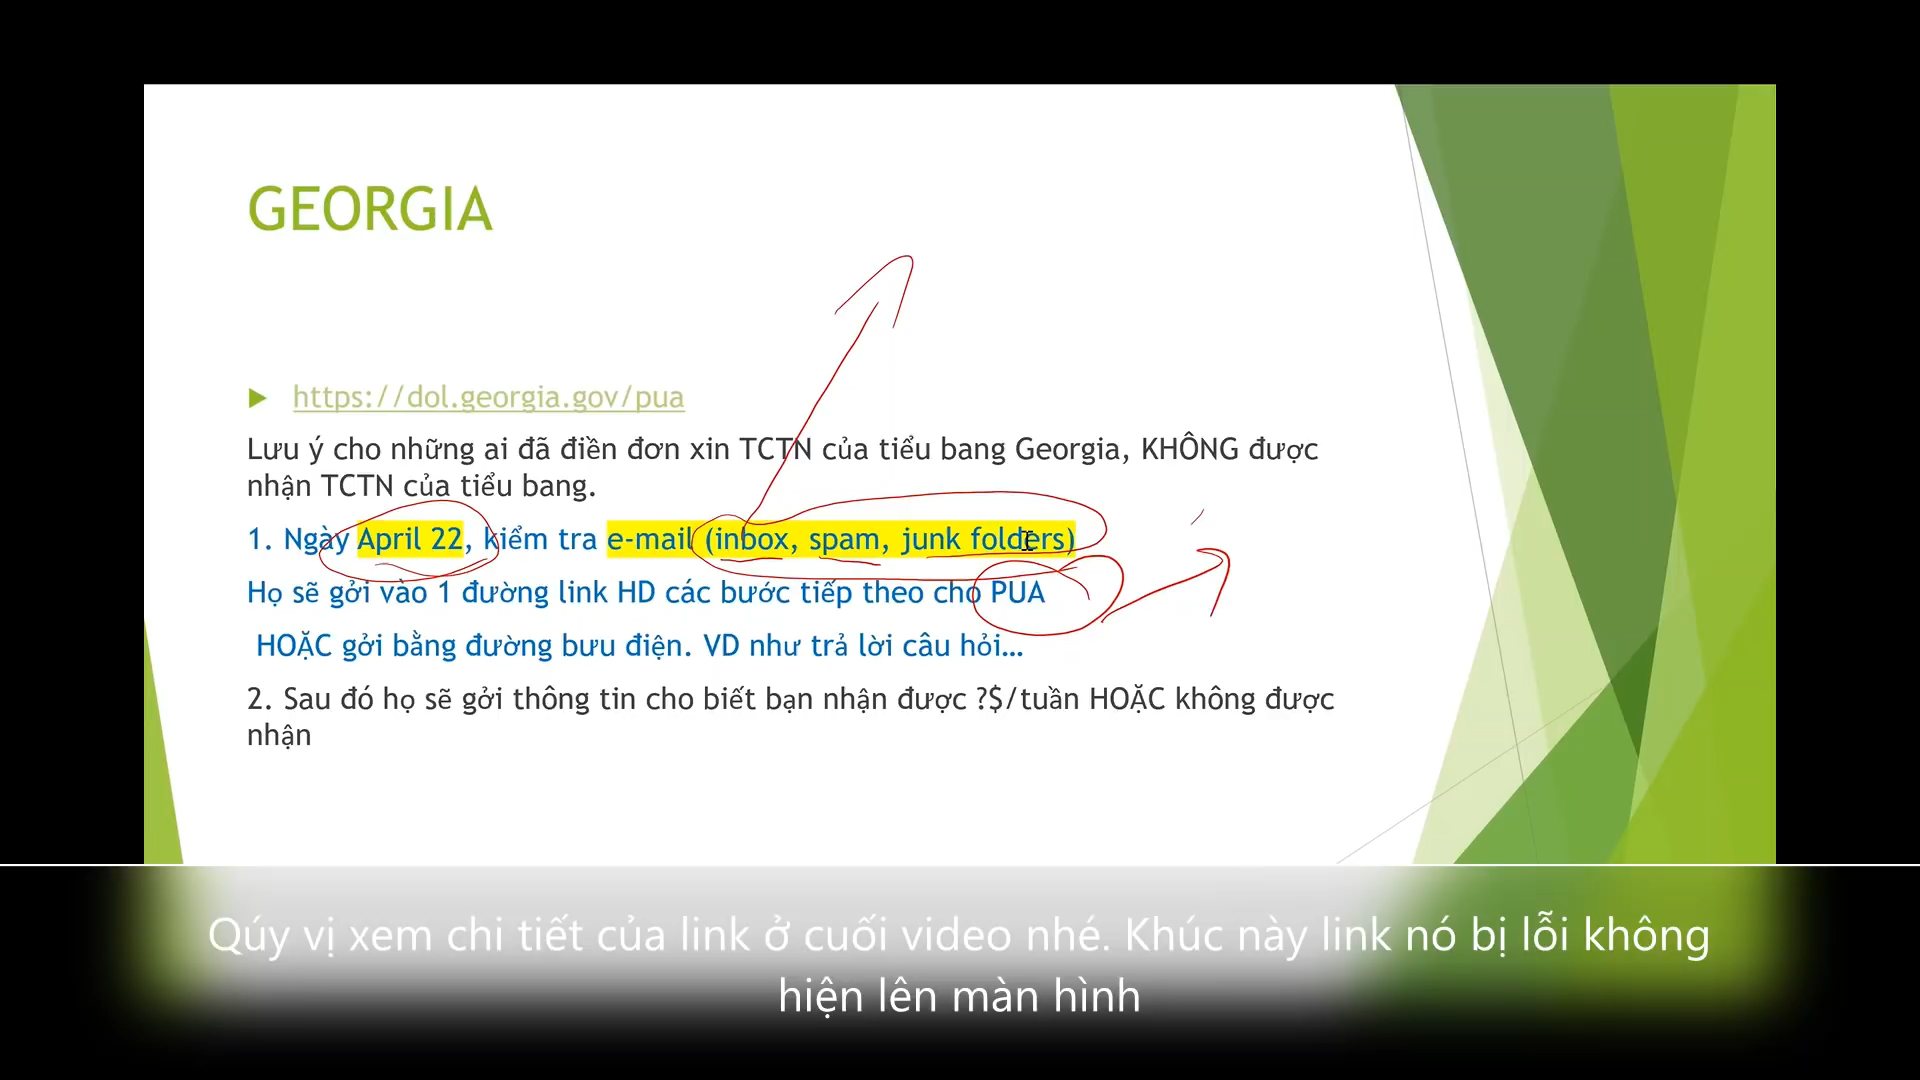 GEORGIA
https://dol.georgia.gov/pua
Lưu ý cho những ai đã điền đơn xin TCTN của tiểu bang Georgia, KHÔNG được
nhận TCTN của tiểu bang.
1. Ngày April 22, kiểm tra e-mail (inbox, spam, junk folders)
Họ sẽ gởi vào 1 đường link HD các bước tiếp theo cho PUA
HOẶC gởi bằng đường bưu điện. VD như trả lời câu hỏi...
2. Sau đó họ sẽ gởi thông tin cho biết bạn nhận được ?$/tuần HOẶC không được
nhận
Qúy vị xem chi tiết của link ở cuối video nhé. Khúc này link nó bị lỗi không
hiện lên màn hình